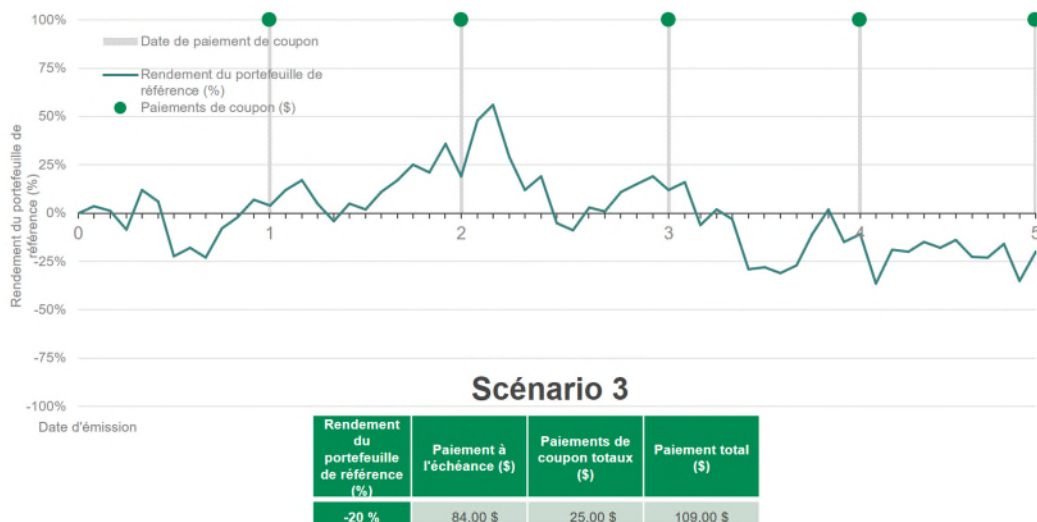 100%
Date de paiement de coupon
75%
Rendement du portefeuille de
référence (%)
Paiements de coupon ($)
50%
25%
0%
0
1
2
3
4
5
-25%
-50%
-75%
-100%
Rendement du portefeuille de
référence (%)
Date d'émission
Scénario 3
Rendement
du
portefeuille
de référence
(%)
Paiement à
l'échéance ($)
Paiements de
coupon totaux
($)
Paiement total
($)
-20 %
84,00 $
25,00 $
109,00 $